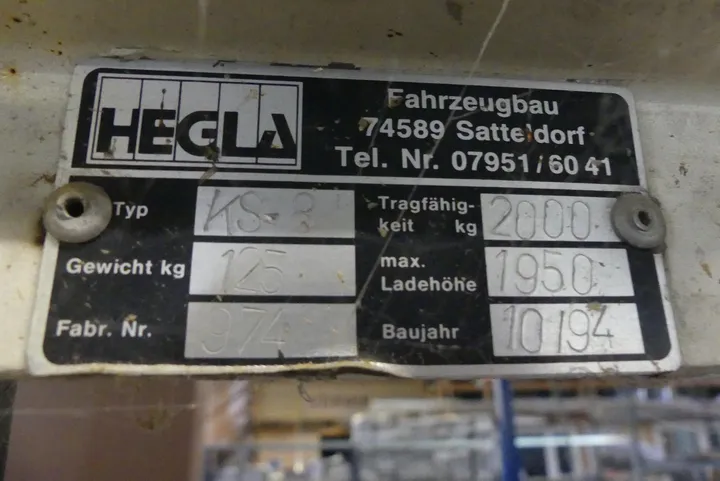 HEGLA
Fahrzeugbau
74589 Satteldorf
Tel. Nr. 07951/60 41
Typ KS-8
Tragfähig-
keit kg 2000
Gewicht kg 125
max.
Ladehöhe 1950
Fabr. Nr. 974
Baujahr 10/94